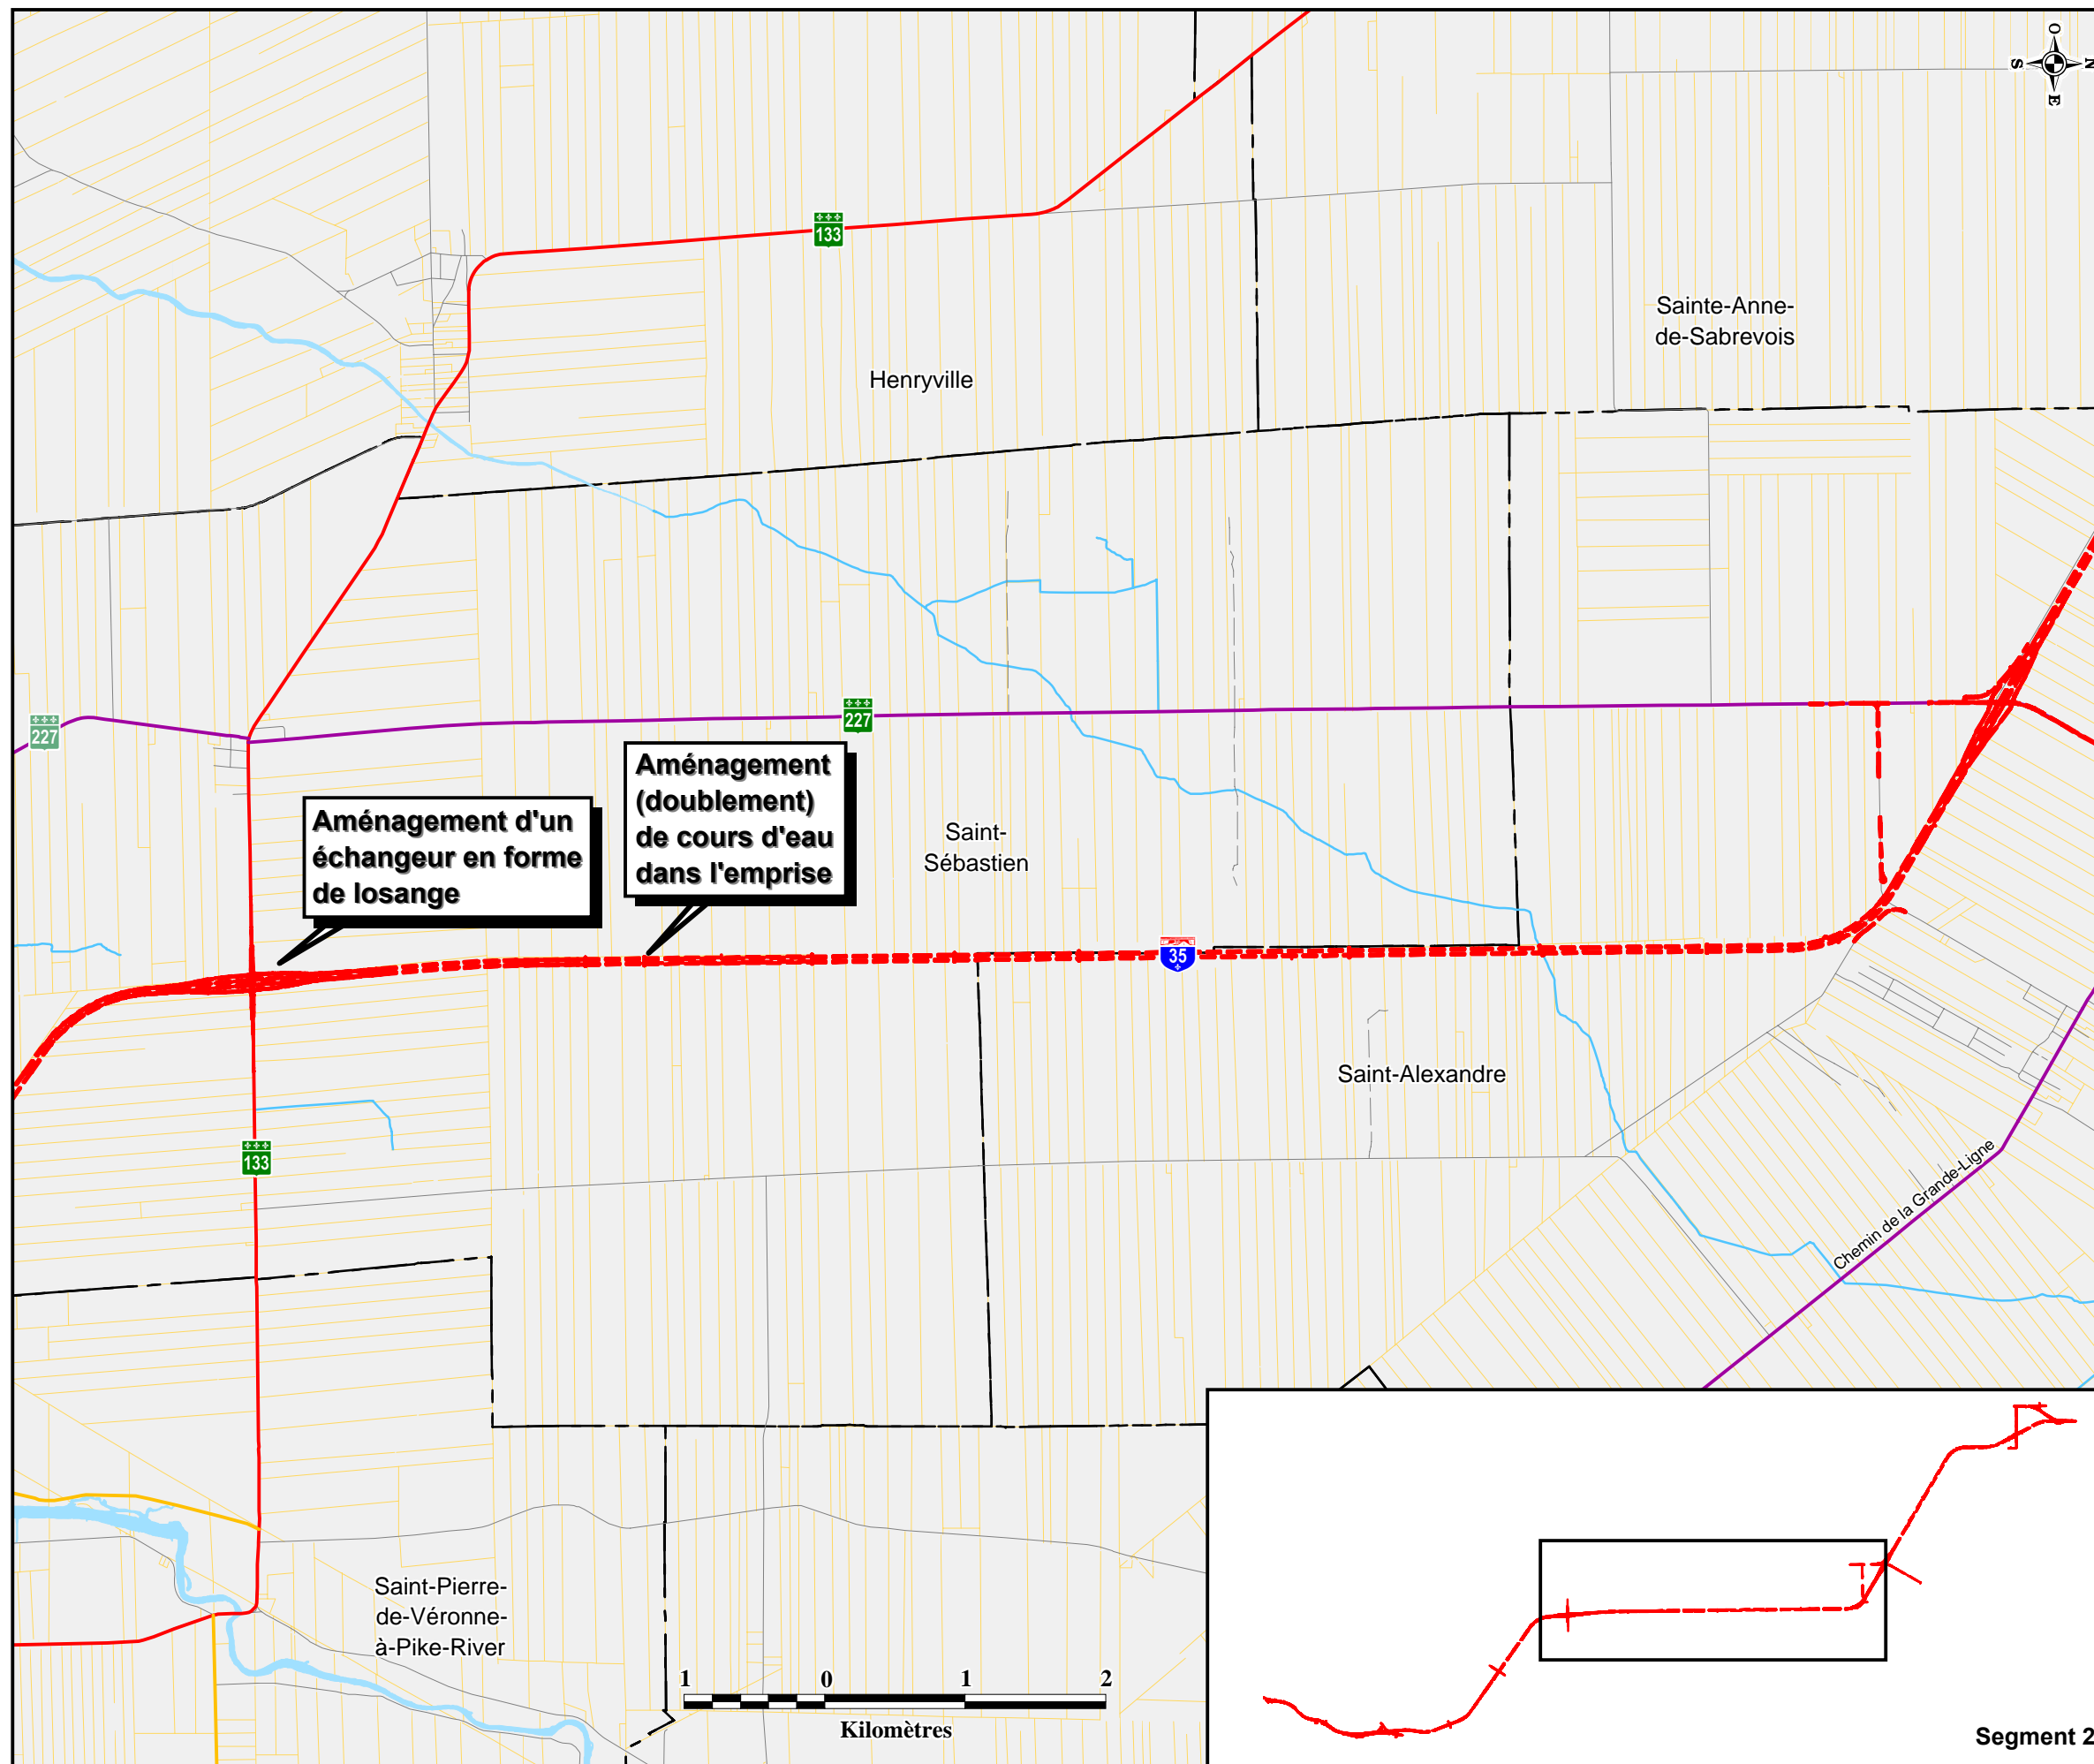 O
S
N
E
133
Sainte-Anne-
de-Sabrevois
Henryville
227
227
Aménagement
(doublement)
de cours d'eau
dans l'emprise
Aménagement d'un
échangeur en forme
de losange
Saint-
Sébastien
35
Saint-Alexandre
133
Chemin de la Grande-Ligne
Saint-Pierre-
de-Véronne-
à-Pike-River
1 0 1 2
Kilomètres
Segment 2